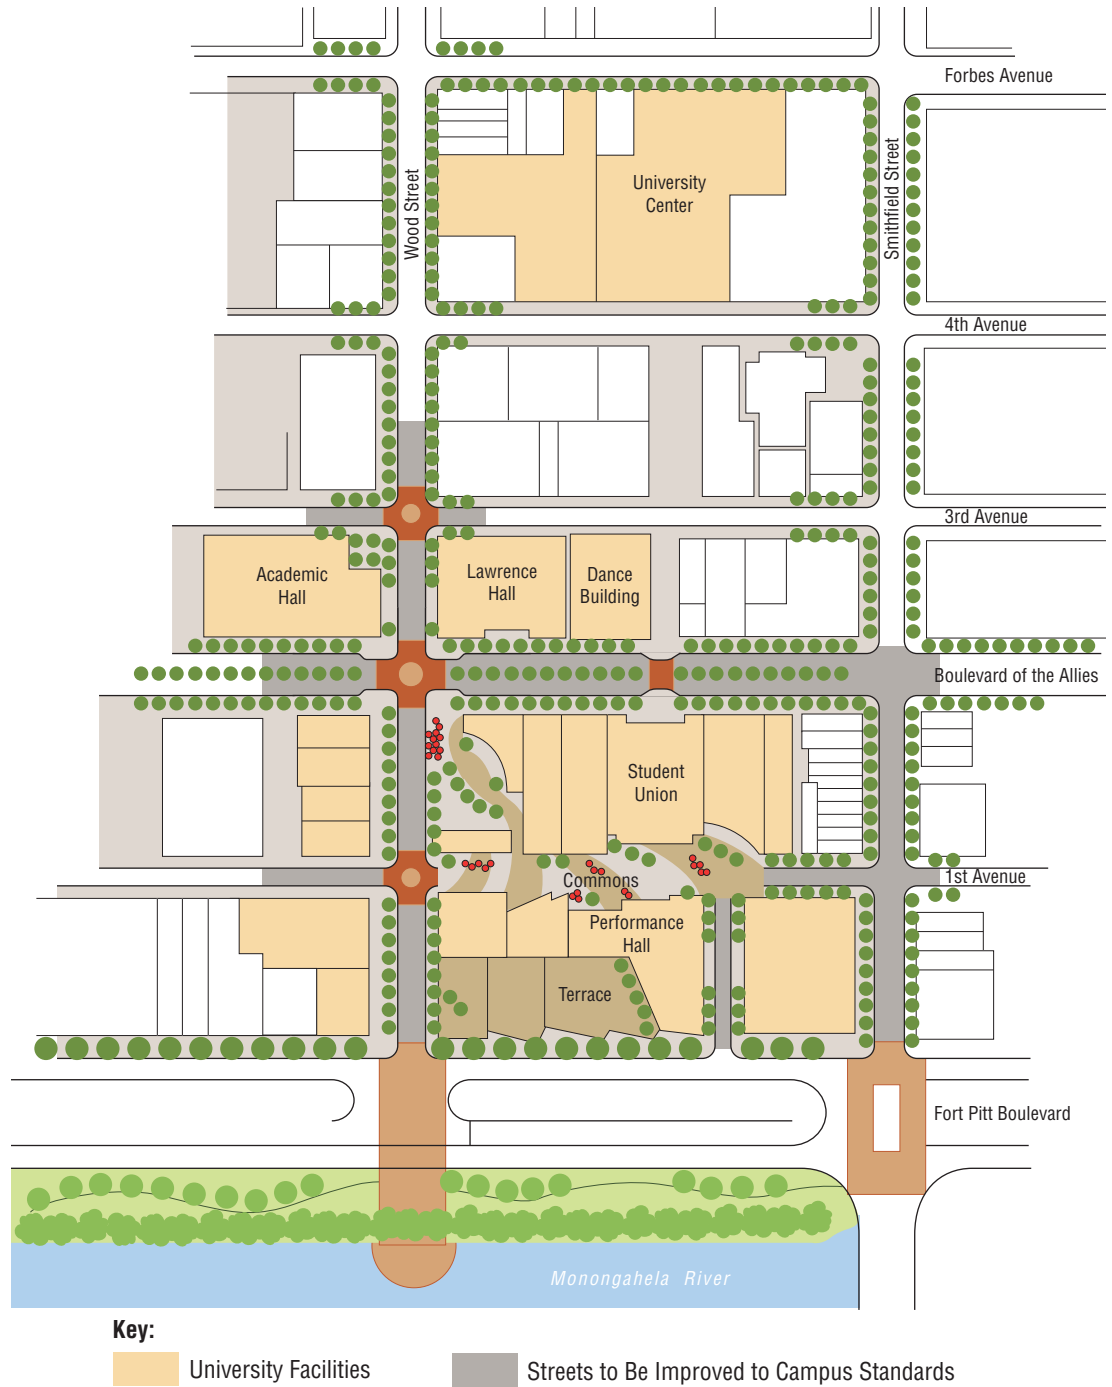 Forbes Avenue
Wood Street
Smithfield Street
University
Center
4th Avenue
3rd Avenue
Academic
Hall
Lawrence
Hall
Dance
Building
Boulevard of the Allies
Student
Union
Commons
1st Avenue
Performance
Hall
Terrace
Fort Pitt Boulevard
Monongahela River
Key:
University Facilities
Streets to Be Improved to Campus Standards